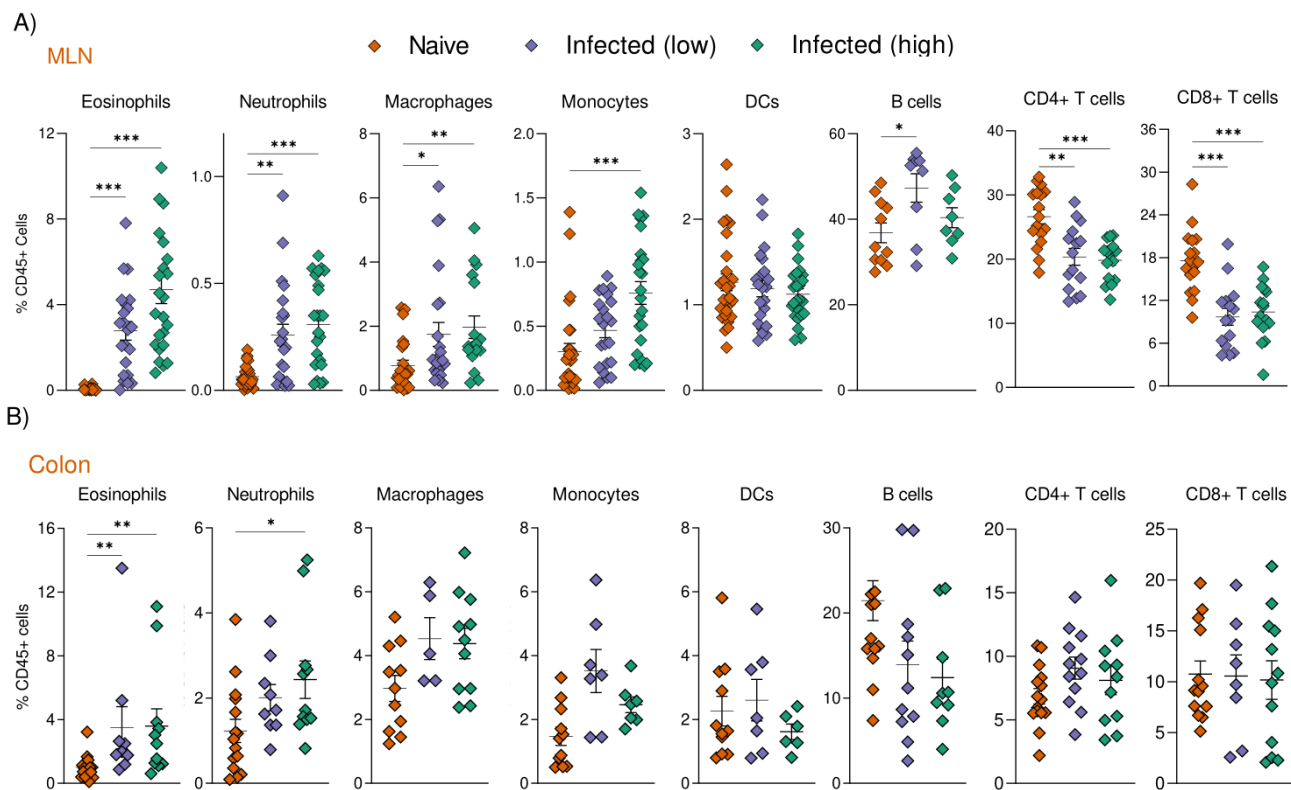 A)
MLN
Naive Infected (low) Infected (high)
Eosinophils Neutrophils Macrophages Monocytes DCs B cells CD4+ T cells CD8+ T cells
% CD45+ Cells
12 8 4 0
*** ***
1.0 0.5 0.0
*** **
8 6 4 2 0
** *
2.0 1.5 1.0 0.5 0.0
***
3 2 1 0
60 40 20 0
*
40 30 20 10 0
*** **
36 30 24 18 12 6 0
*** ***
B)
Colon
Eosinophils Neutrophils Macrophages Monocytes DCs B cells CD4+ T cells CD8+ T cells
% CD45+ cells
16 12 8 4 0
** **
6 4 2 0
*
8 6 4 2 0
8 6 4 2 0
8 6 4 2 0
30 20 10 0
20 15 10 5 0
25 20 15 10 5 0